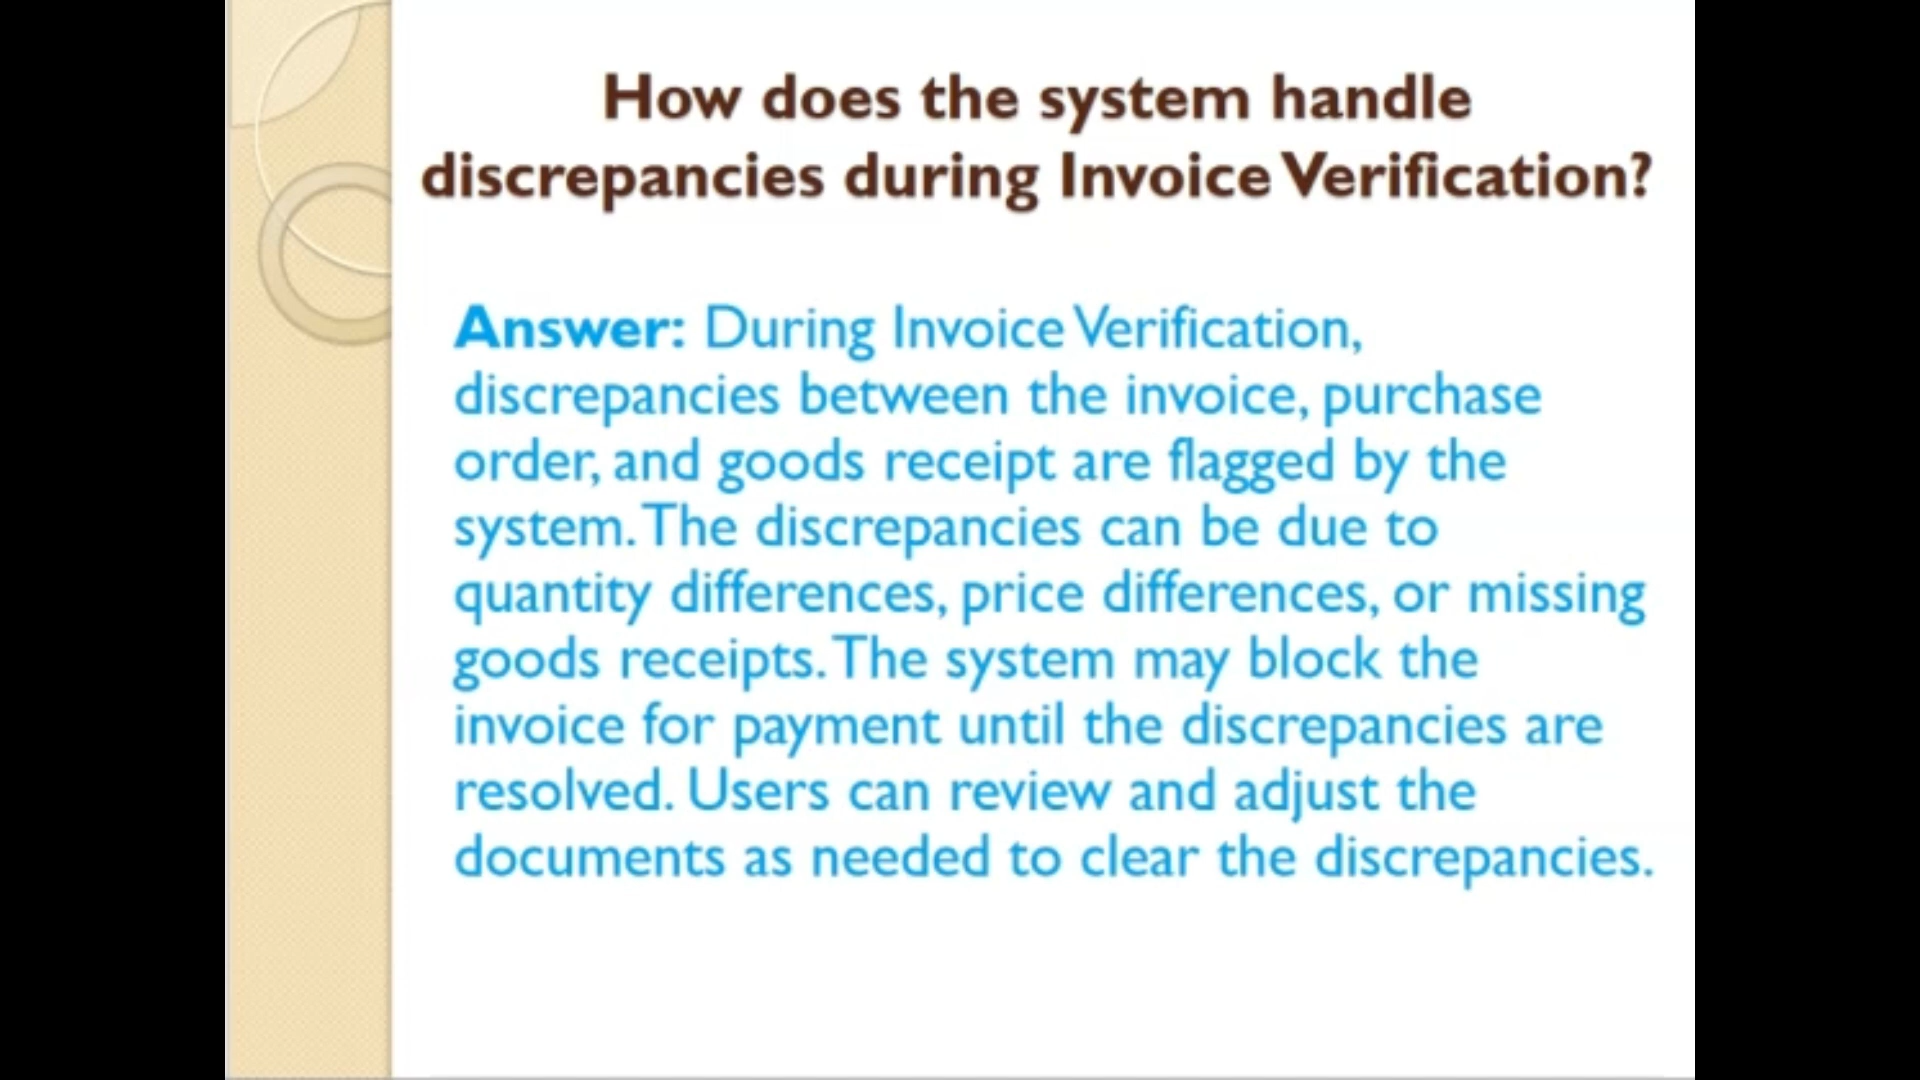 How does the system handle
discrepancies during Invoice Verification?
Answer: During Invoice Verification,
discrepancies between the invoice, purchase
order, and goods receipt are flagged by the
system. The discrepancies can be due to
quantity differences, price differences, or missing
goods receipts. The system may block the
invoice for payment until the discrepancies are
resolved. Users can review and adjust the
documents as needed to clear the discrepancies.